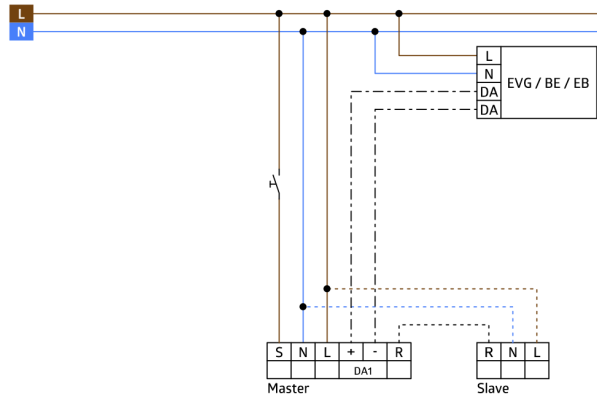 L
N
L
N
EVG / BE / EB
DA
DA
S N L + - R
DA1
Master
R N L
Slave